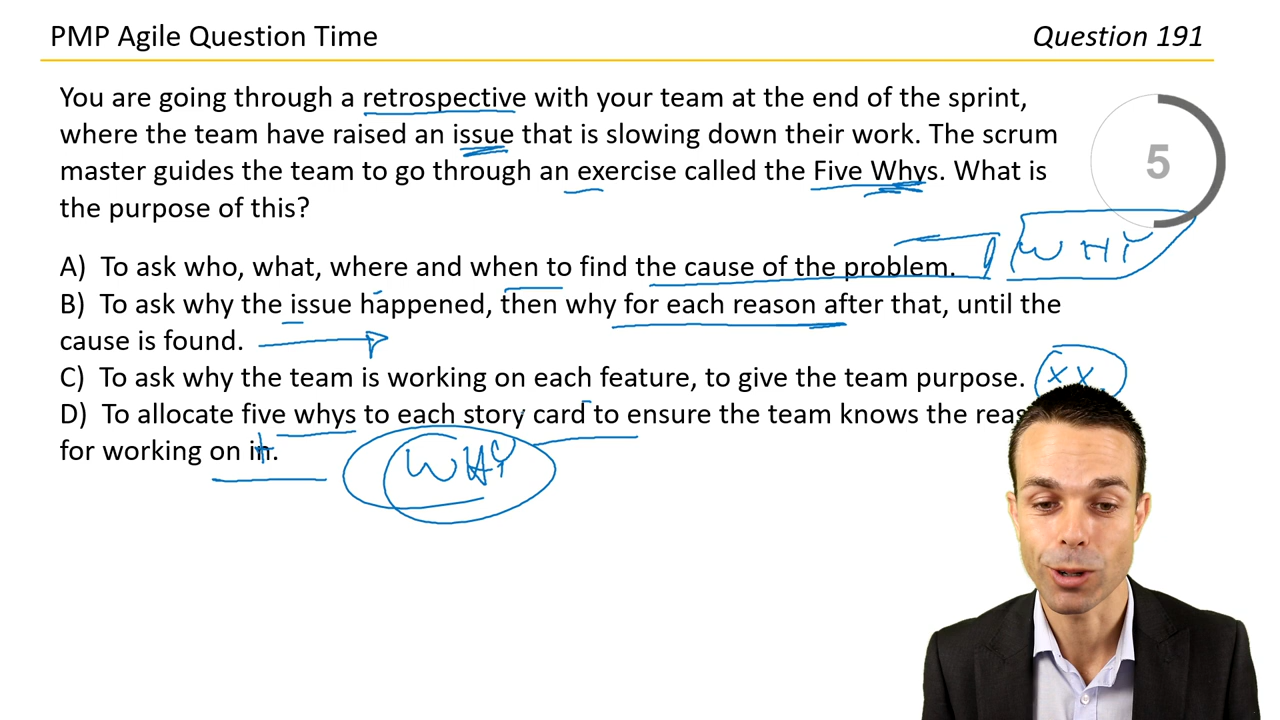 PMP Agile Question Time
Question 191
You are going through a retrospective with your team at the end of the sprint,
where the team have raised an issue that is slowing down their work. The scrum
master guides the team to go through an exercise called the Five Whys. What is
the purpose of this?
5
WHY
A) To ask who, what, where and when to find the cause of the problem.
B) To ask why the issue happened, then why for each reason after that, until the
cause is found.
C) To ask why the team is working on each feature, to give the team purpose.
XX
D) To allocate five whys to each story card to ensure the team knows the rea
for working on
WHY